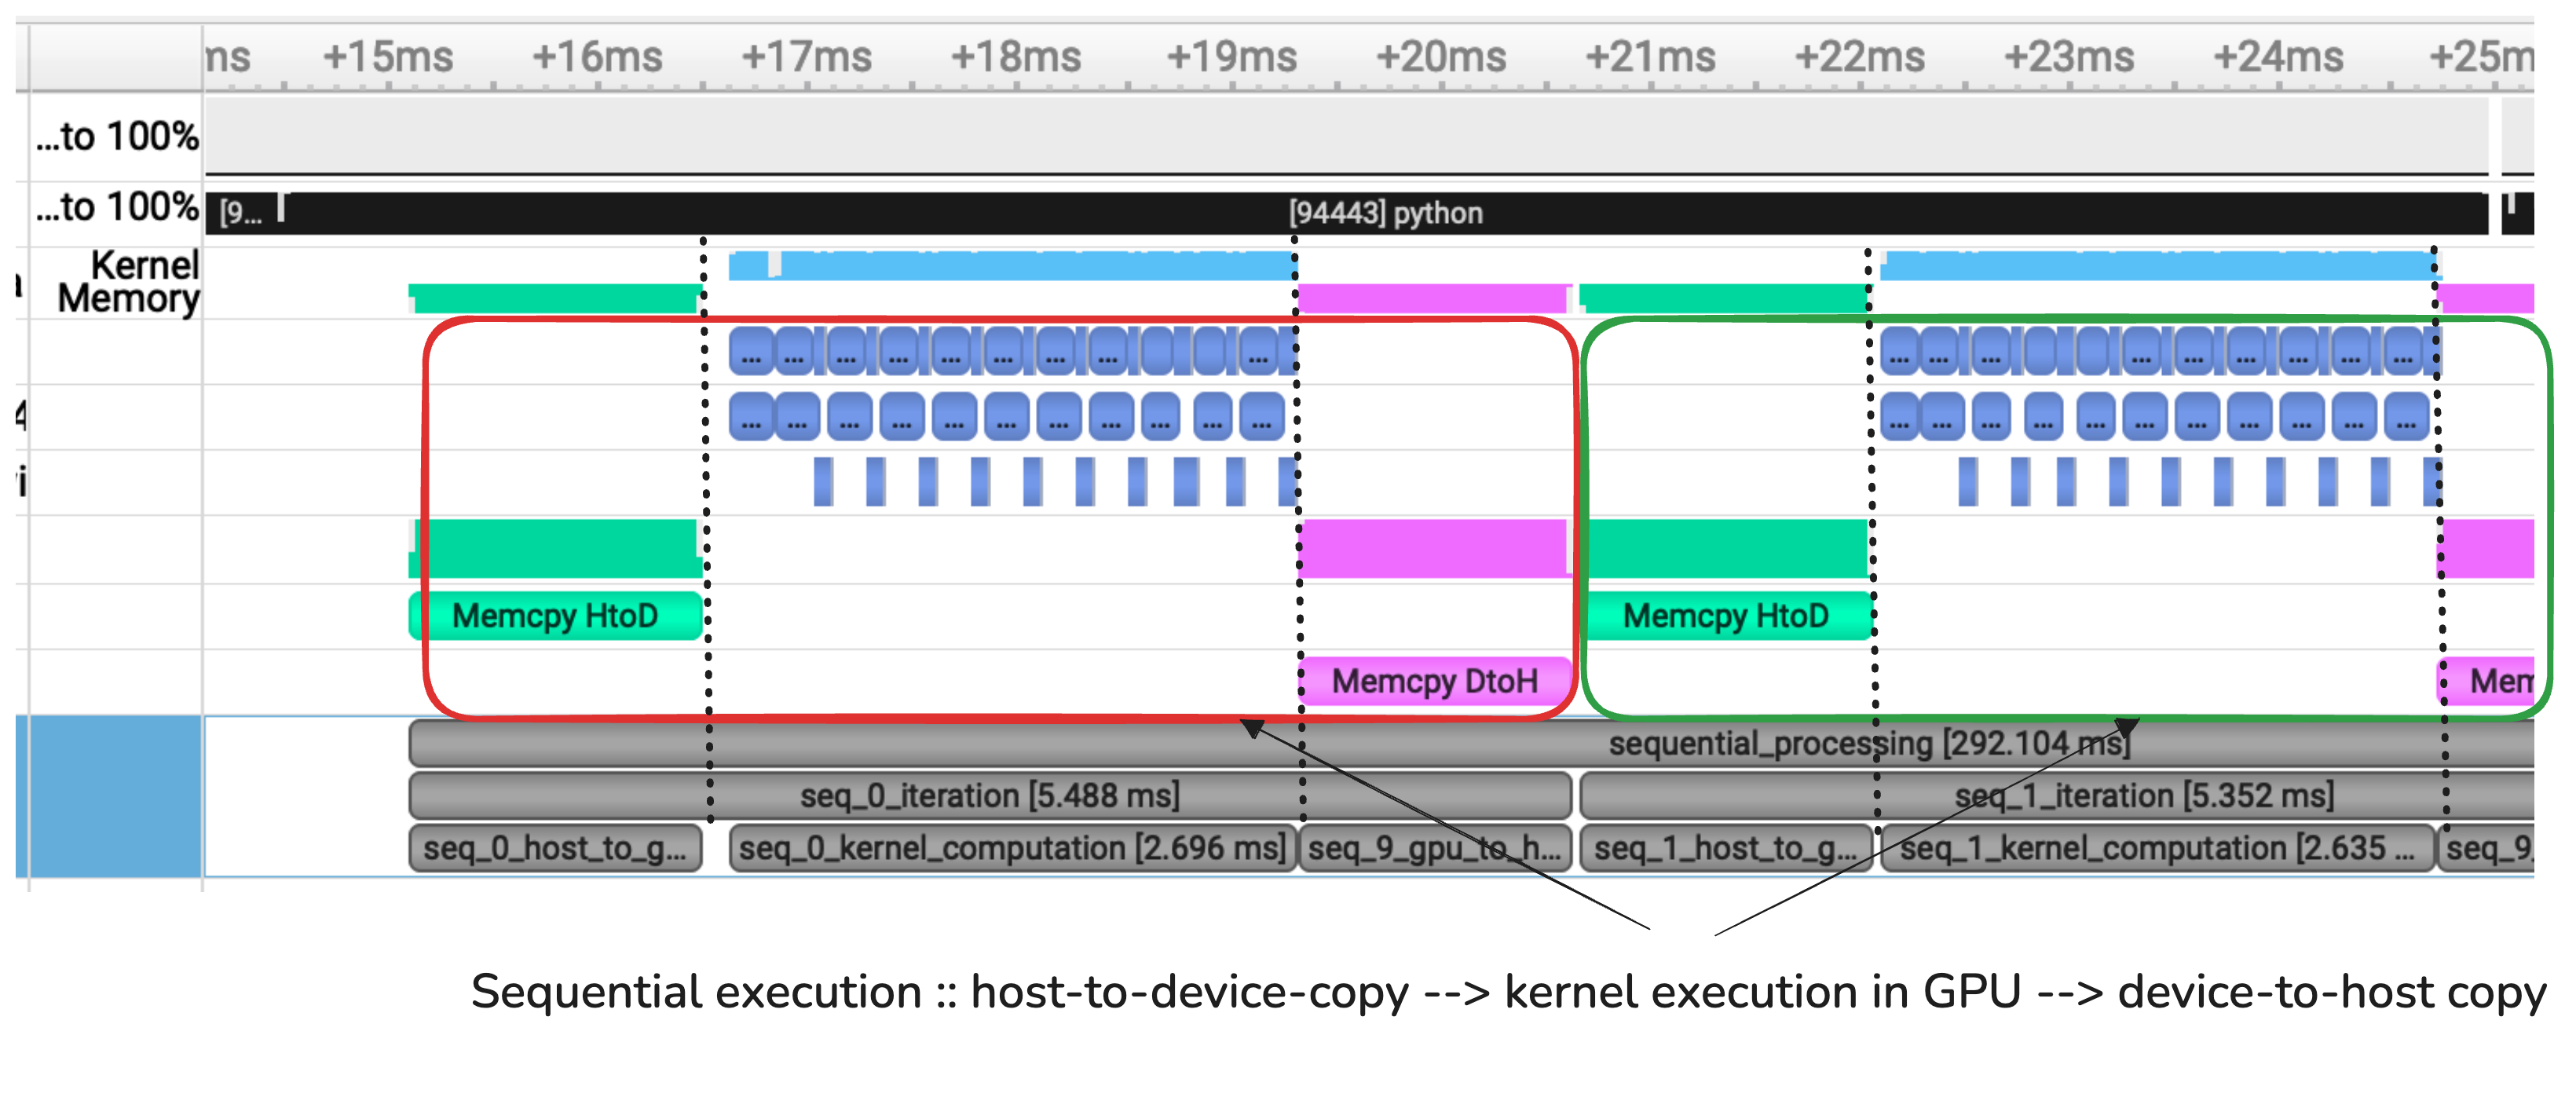 ms +15ms +16ms +17ms +18ms +19ms +20ms +21ms +22ms +23ms +24ms +25m
...to 100%
...to 100% [9... [94443] python
Kernel
Memory
... ... ... ... ... ... ... ... ... ... ... ... ... ... ... ... ...
4 ... ... ... ... ... ... ... ... ... ... ... ... ... ... ... ... ... ... ... ... ... ...
Memcpy HtoD Memcpy HtoD
Memcpy DtoH Mem
sequential_processing [292.104 ms]
seq_0_iteration [5.488 ms] seq_1_iteration [5.352 ms]
seq_0_host_to_g... seq_0_kernel_computation [2.696 ms] seq_9_gpu_to_h... seq_1_host_to_g... seq_1_kernel_computation [2.635 ... seq_9_
Sequential execution :: host-to-device-copy --> kernel execution in GPU --> device-to-host copy